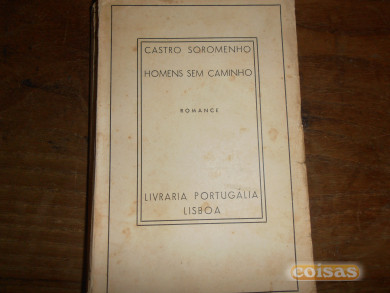 CASTRO SOROMENHO
HOMENS SEM CAMINHO
ROMANCE
LIVRARIA PORTUGÁLIA
LISBOA
coisas